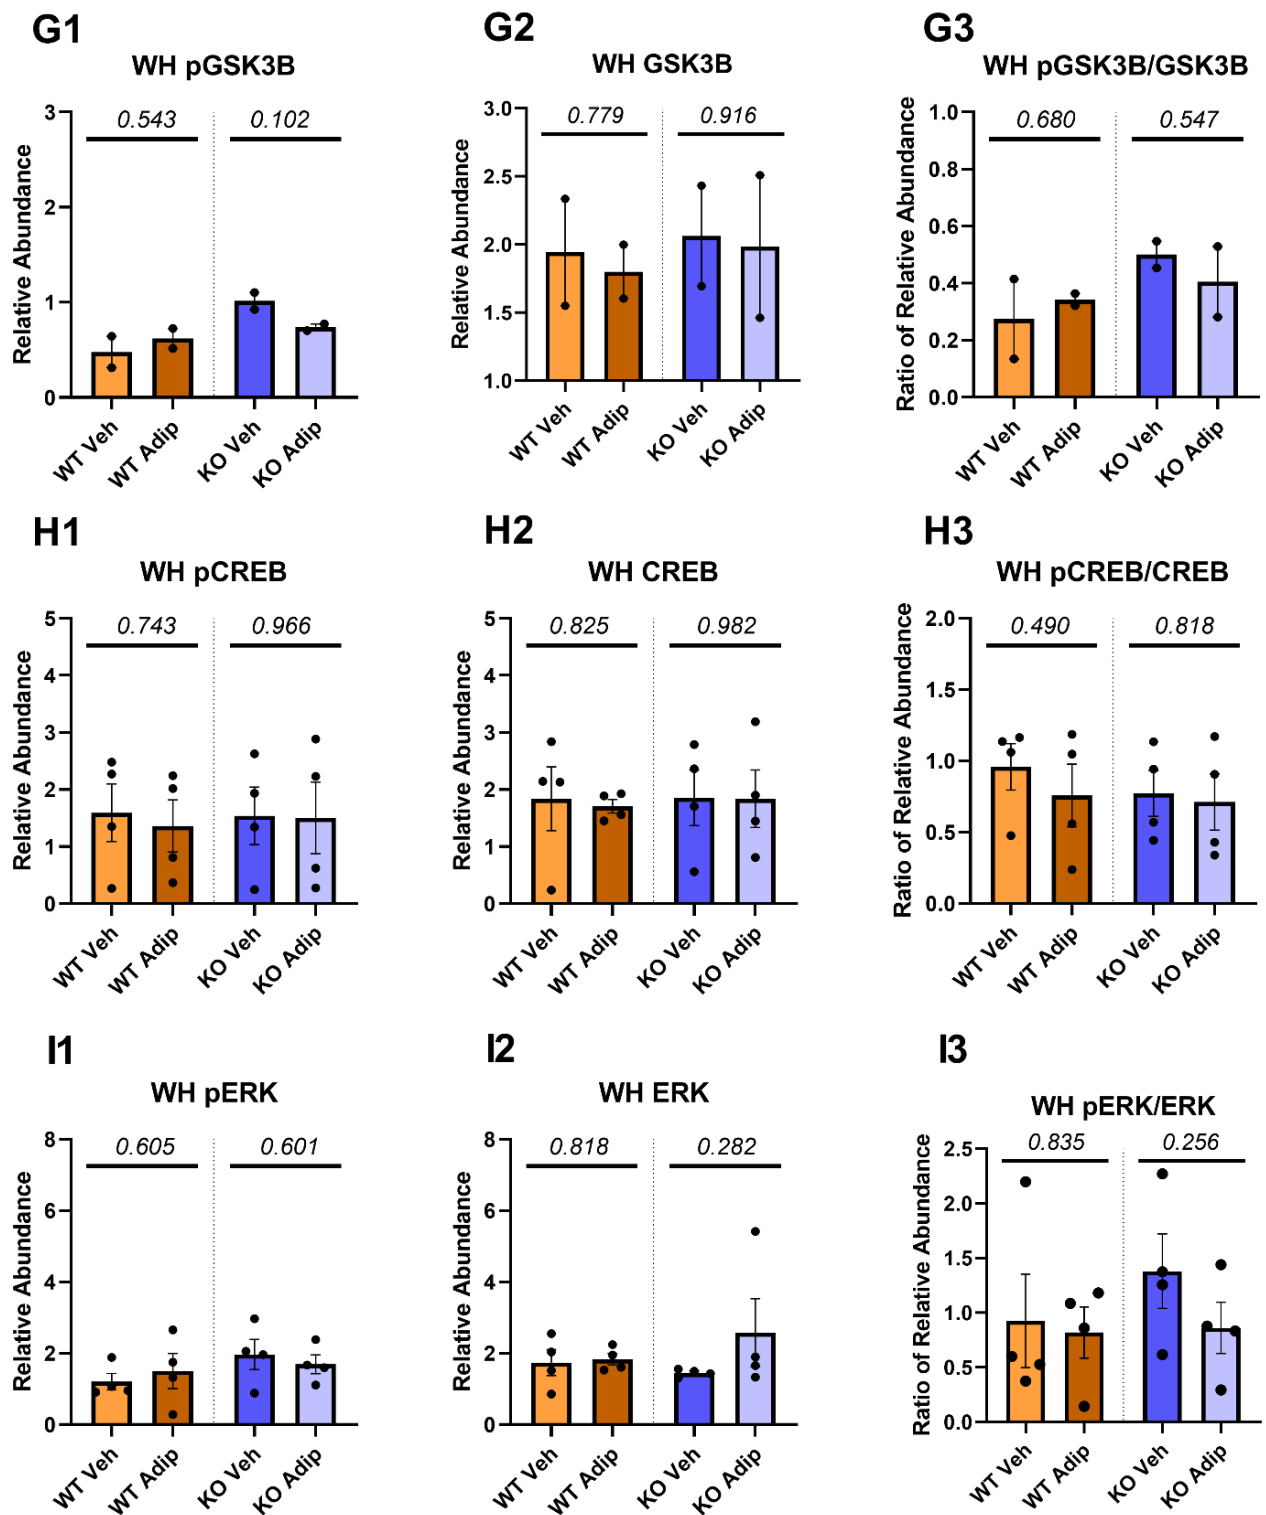 G1
WH pGSK3B
0.543
0.102
Relative Abundance
3
2
1
0
WT Veh
WT Adip
KO Veh
KO Adip
G2
WH GSK3B
0.779
0.916
Relative Abundance
3.0
2.5
2.0
1.5
1.0
WT Veh
WT Adip
KO Veh
KO Adip
G3
WH pGSK3B/GSK3B
0.680
0.547
Ratio of Relative Abundance
1.0
0.8
0.6
0.4
0.2
0.0
WT Veh
WT Adip
KO Veh
KO Adip
H1
WH pCREB
0.743
0.966
Relative Abundance
5
4
3
2
1
0
WT Veh
WT Adip
KO Veh
KO Adip
H2
WH CREB
0.825
0.982
Relative Abundance
5
4
3
2
1
0
WT Veh
WT Adip
KO Veh
KO Adip
H3
WH pCREB/CREB
0.490
0.818
Ratio of Relative Abundance
2.0
1.5
1.0
0.5
0.0
WT Veh
WT Adip
KO Veh
KO Adip
I1
WH pERK
0.605
0.601
Relative Abundance
8
6
4
2
0
WT Veh
WT Adip
KO Veh
KO Adip
I2
WH ERK
0.818
0.282
Relative Abundance
8
6
4
2
0
WT Veh
WT Adip
KO Veh
KO Adip
I3
WH pERK/ERK
0.835
0.256
Ratio of Relative Abundance
2.5
2.0
1.5
1.0
0.5
0.0
WT Veh
WT Adip
KO Veh
KO Adip